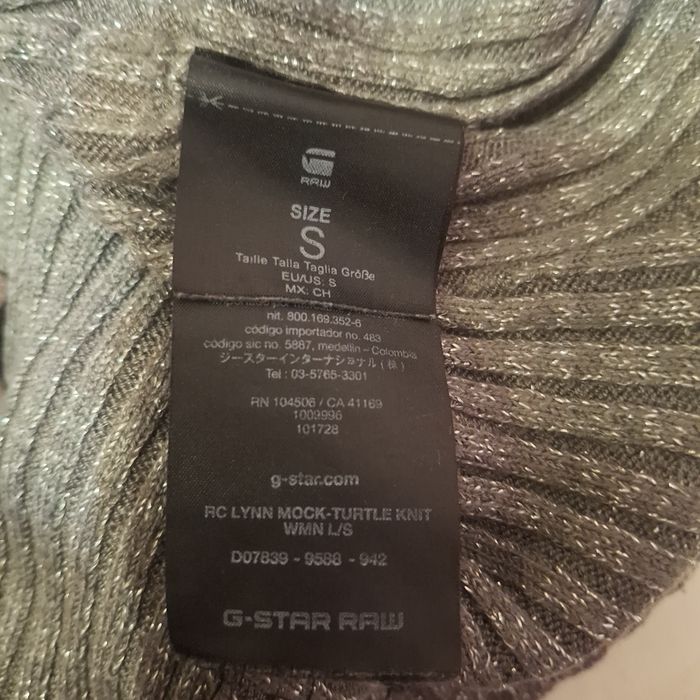 RAW
SIZE
S
Taille Talla Taglia Größe
EU/US: S
MX: CH
nit. 800.169.352-6
código importador no. 463
código sic no. 5887, medellin – Colombia
ジースターインターナショナル(株)
Tel : 03-5765-3301
RN 104506 / CA 41169
1009996
101728
g-star.com
RC LYNN MOCK-TURTLE KNIT
WMN L/S
D07839 - 9588 - 942
G-STAR RAW